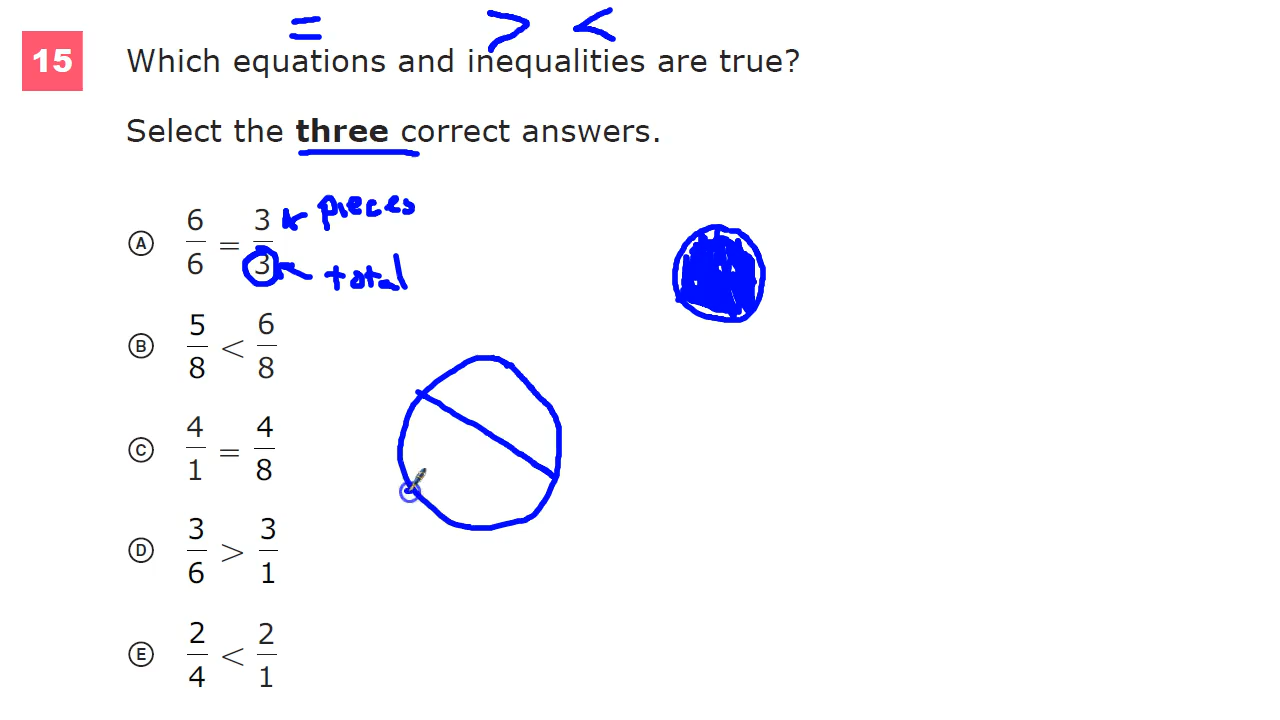 = > <
15 Which equations and inequalities are true?
Select the three correct answers.
A 6/6 = 3/3 ← pieces
← total
B 5/8 < 6/8
C 4/1 = 4/8
D 3/6 > 3/1
E 2/4 < 2/1